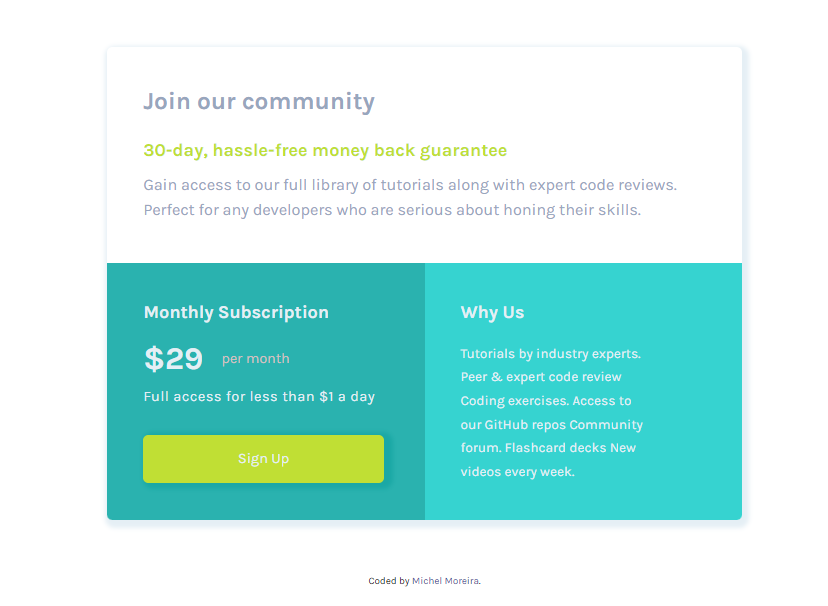 Join our community
30-day, hassle-free money back guarantee
Gain access to our full library of tutorials along with expert code reviews.
Perfect for any developers who are serious about honing their skills.
Monthly Subscription
$29 per month
Full access for less than $1 a day
Sign Up
Why Us
Tutorials by industry experts.
Peer & expert code review
Coding exercises. Access to
our GitHub repos Community
forum. Flashcard decks New
videos every week.
Coded by Michel Moreira.